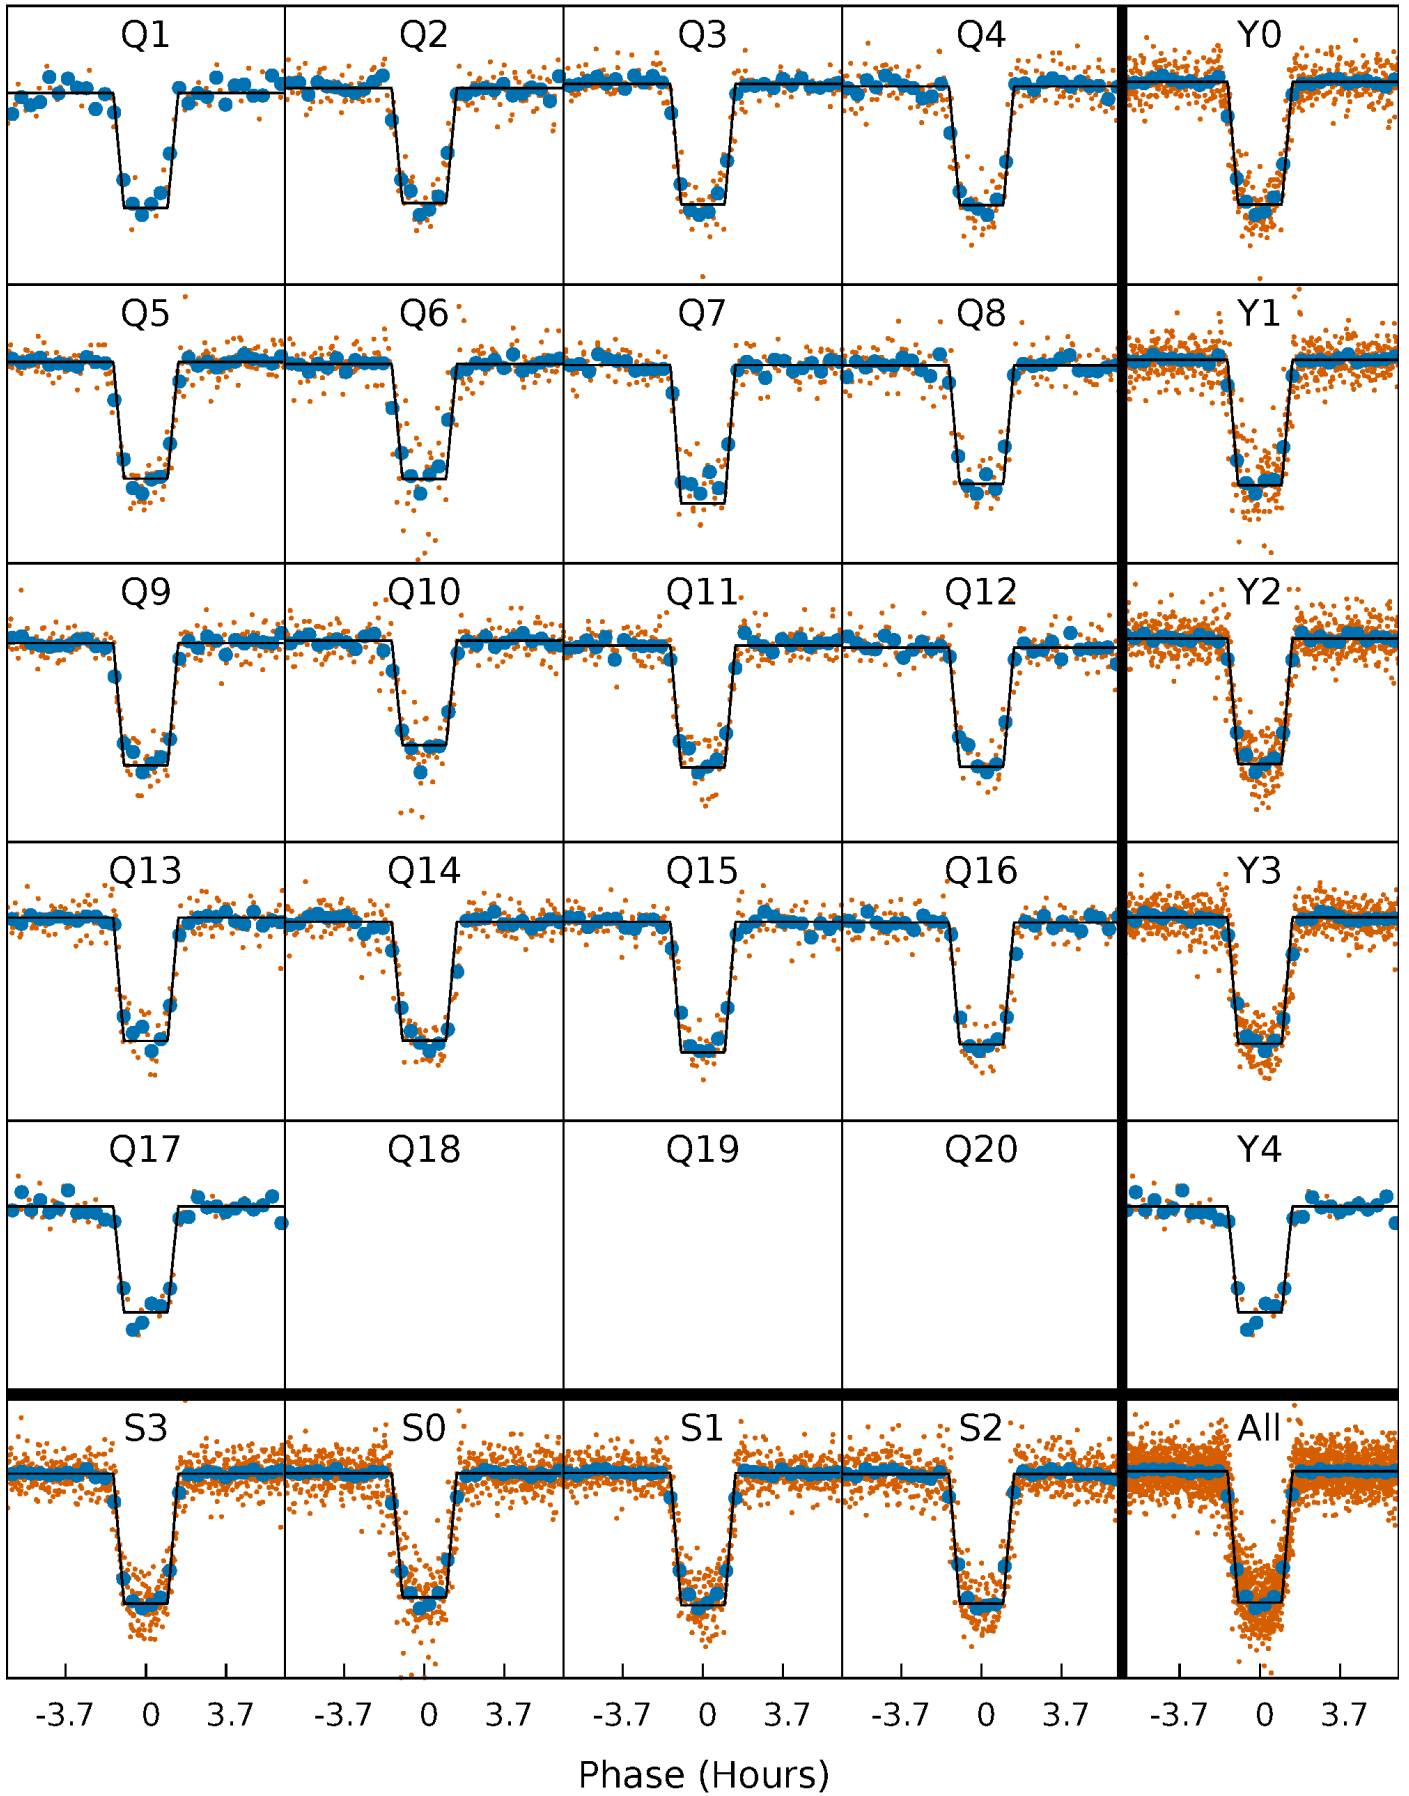 Q1 Q2 Q3 Q4 Y0
Q5 Q6 Q7 Q8 Y1
Q9 Q10 Q11 Q12 Y2
Q13 Q14 Q15 Q16 Y3
Q17 Q18 Q19 Q20 Y4
S3 S0 S1 S2 All
-3.7 0 3.7 -3.7 0 3.7 -3.7 0 3.7 -3.7 0 3.7 -3.7 0 3.7
Phase (Hours)